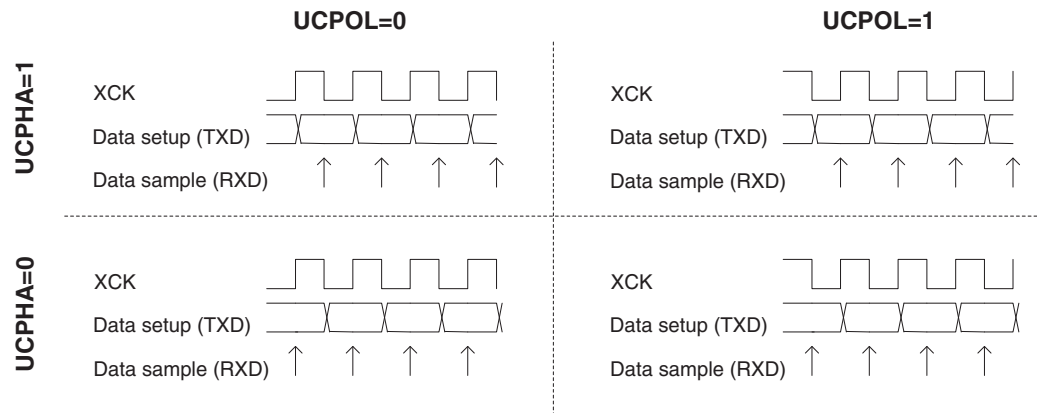 UCPOL=0 UCPOL=1
UCPHA=1
XCK XCK
Data setup (TXD) Data setup (TXD)
Data sample (RXD) Data sample (RXD)
UCPHA=0
XCK XCK
Data setup (TXD) Data setup (TXD)
Data sample (RXD) Data sample (RXD)